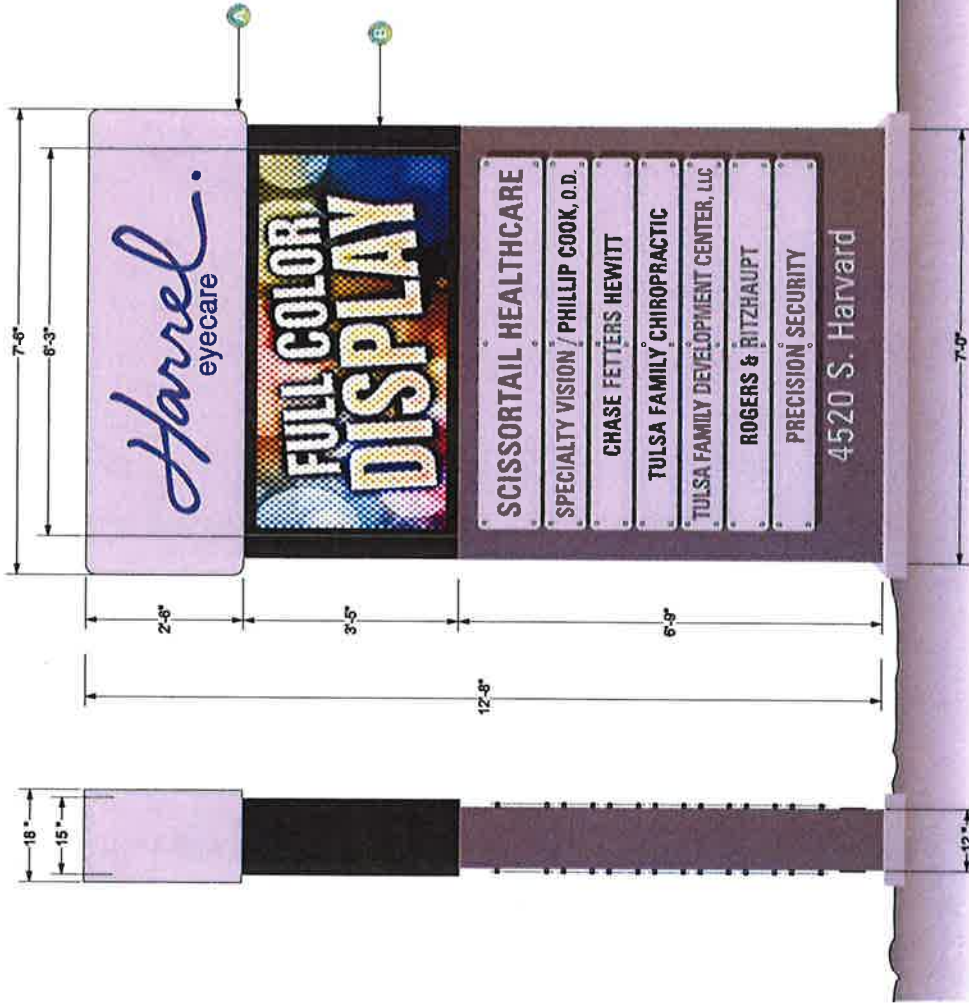 7'-6"
6'-3"
Harrel.
eyecare
A
FULL COLOR
DISPLAY
B
SCISSORTAIL HEALTHCARE
SPECIALTY VISION / PHILLIP COOK, O.D.
CHASE FETTERS HEWITT
TULSA FAMILY CHIROPRACTIC
TULSA FAMILY DEVELOPMENT CENTER, LLC
ROGERS & RITZHAUPT
PRECISION SECURITY
4520 S. Harvard
7'-0"
2'-6"
3'-5"
6'-9"
12'-8"
18"
15"
12"